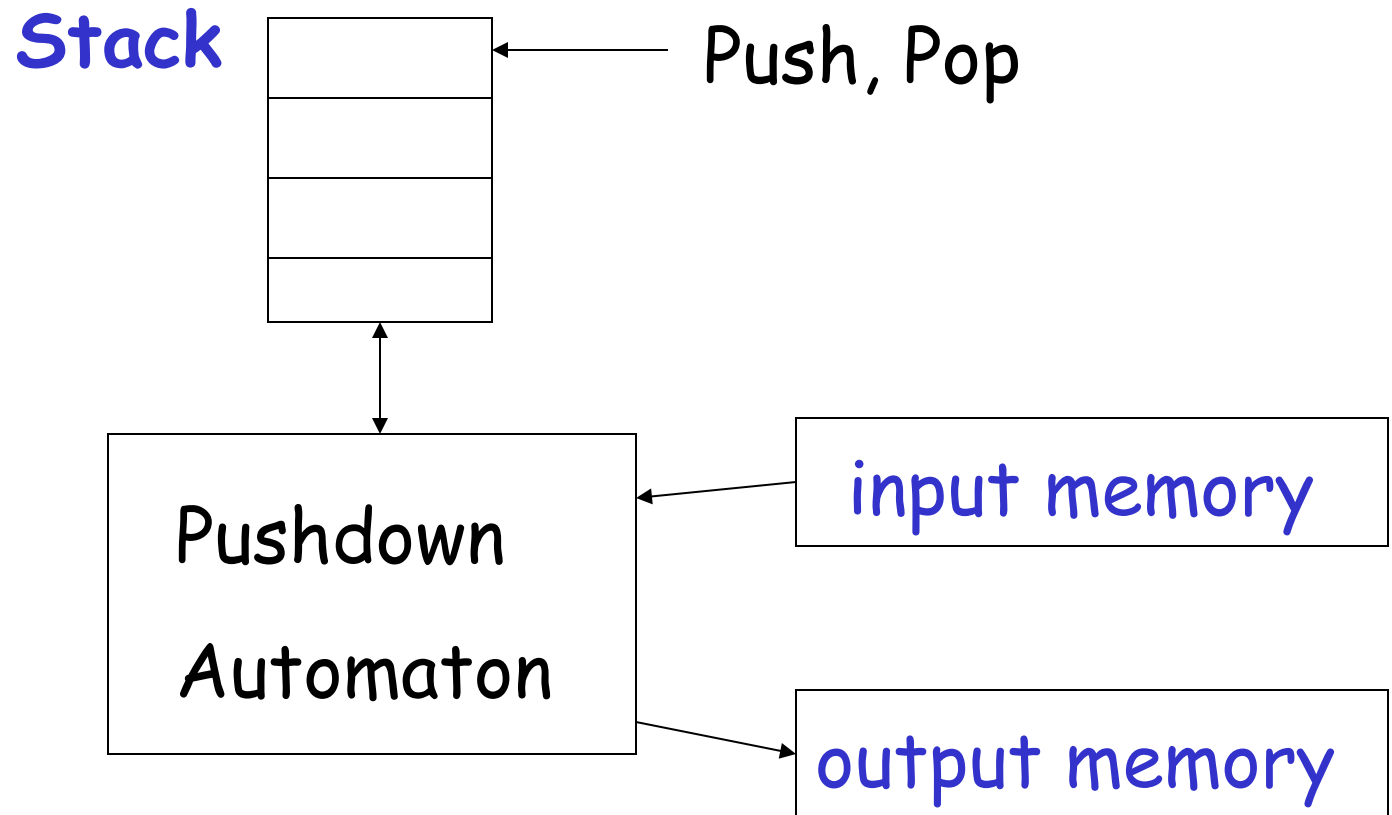 Stack
Push, Pop
Pushdown
Automaton
input memory
output memory